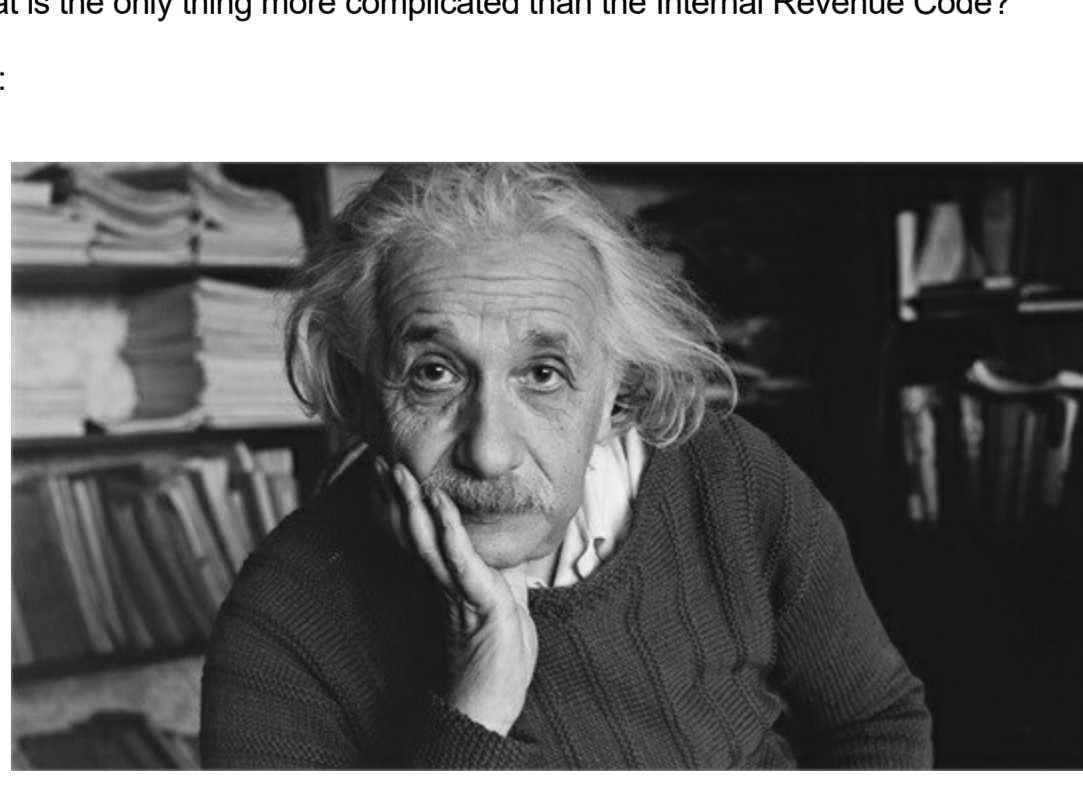 at is the only thing more complicated than the Internal Revenue Code?
: